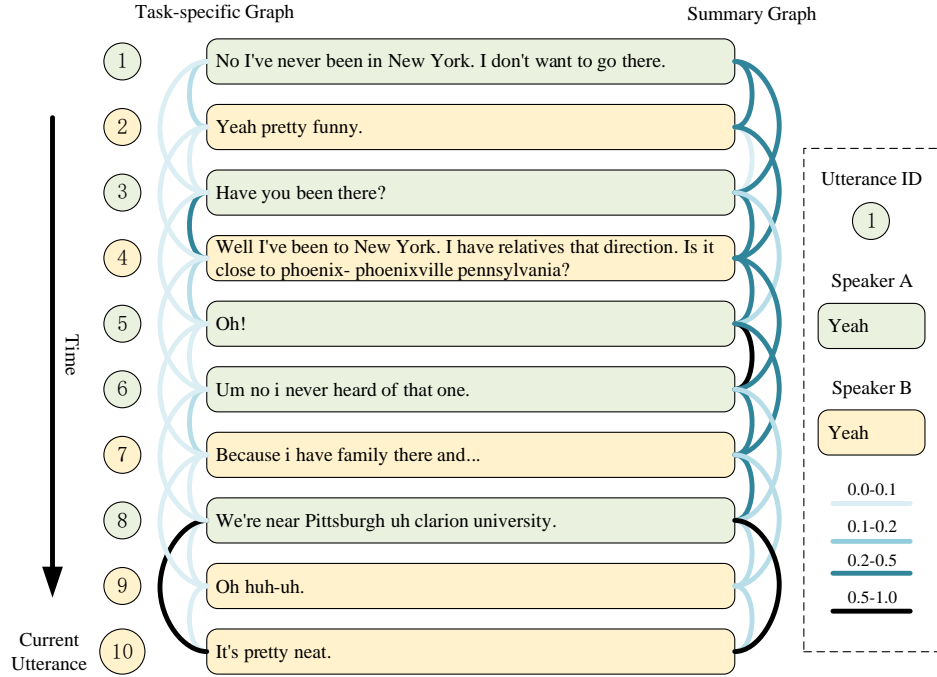 Task-specific Graph
Summary Graph
1
No I've never been in New York. I don't want to go there.
2
Yeah pretty funny.
3
Have you been there?
4
Well I've been to New York. I have relatives that direction. Is it
close to phoenix- phoenixville pennsylvania?
5
Oh!
6
Um no i never heard of that one.
7
Because i have family there and...
8
We're near Pittsburgh uh clarion university.
9
Oh huh-uh.
10
It's pretty neat.
Time
Current
Utterance
Utterance ID
1
Speaker A
Yeah
Speaker B
Yeah
0.0-0.1
0.1-0.2
0.2-0.5
0.5-1.0